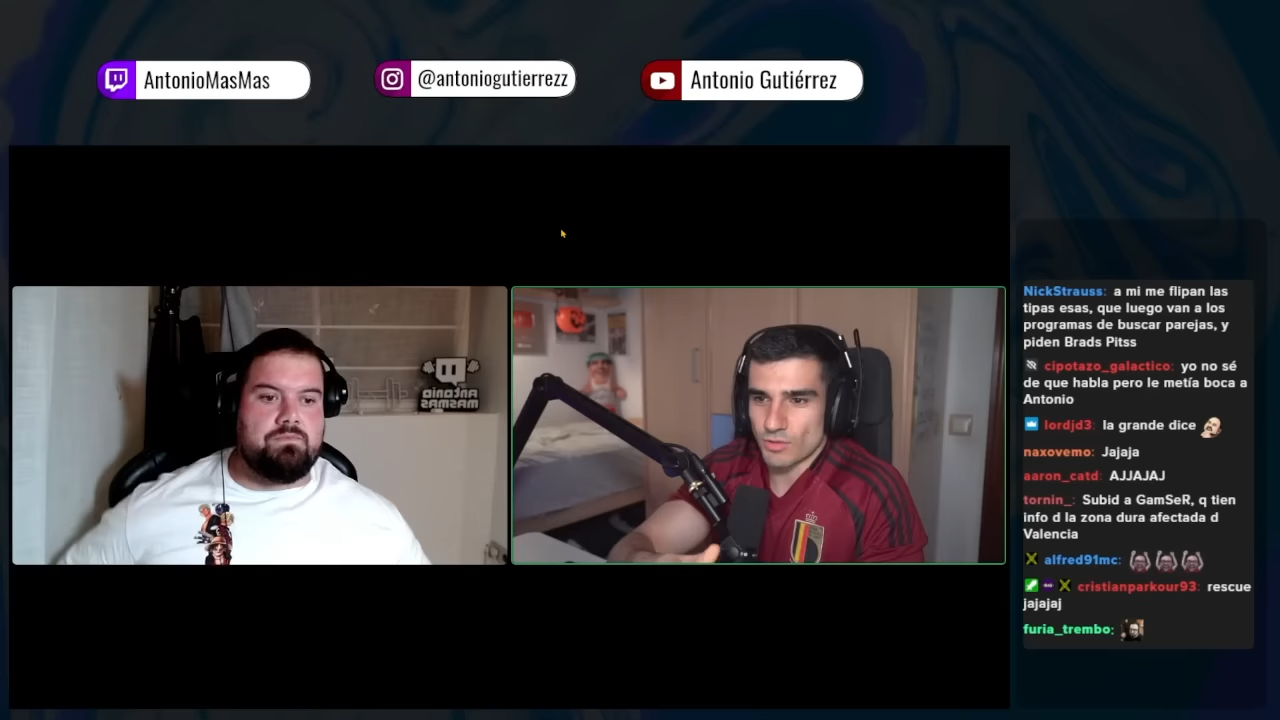 AntonioMasMas
@antoniogutierrezz
Antonio Gutiérrez
Antonio
MASMAS
NickStrauss: a mi me flipan las
tipas esas, que luego van a los
programas de buscar parejas, y
piden Brads Pitss
cipotazo_galactico: yo no sé
de que habla pero le metía boca a
Antonio
lordjd3: la grande dice
naxovemo: Jajaja
aaron_catd: AJJAJAJ
tornin_: Subid a GamSeR, q tien
info d la zona dura afectada d
Valencia
alfred91mc:
cristianparkour93: rescue
jajajaj
furia_trembo: